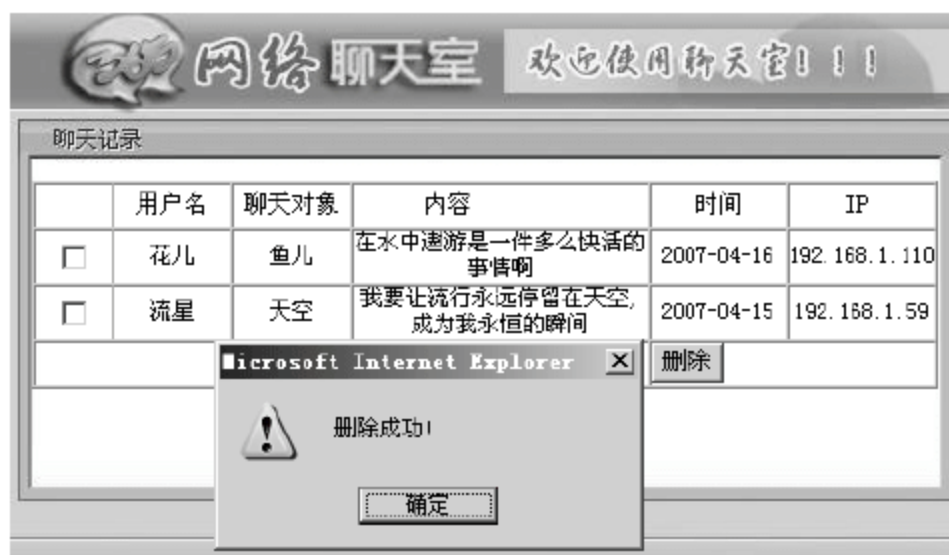 网络聊天室
欢迎使用聊天室!!!
聊天记录
用户名 聊天对象 内容 时间 IP
花儿 鱼儿 在水中遨游是一件多么快活的 2007-04-16 192.168.1.110
事情啊
流星 天空 我要让流行永远停留在天空, 2007-04-15 192.168.1.59
成为我永恒的瞬间
删除
Microsoft Internet Explorer
删除成功!
确定